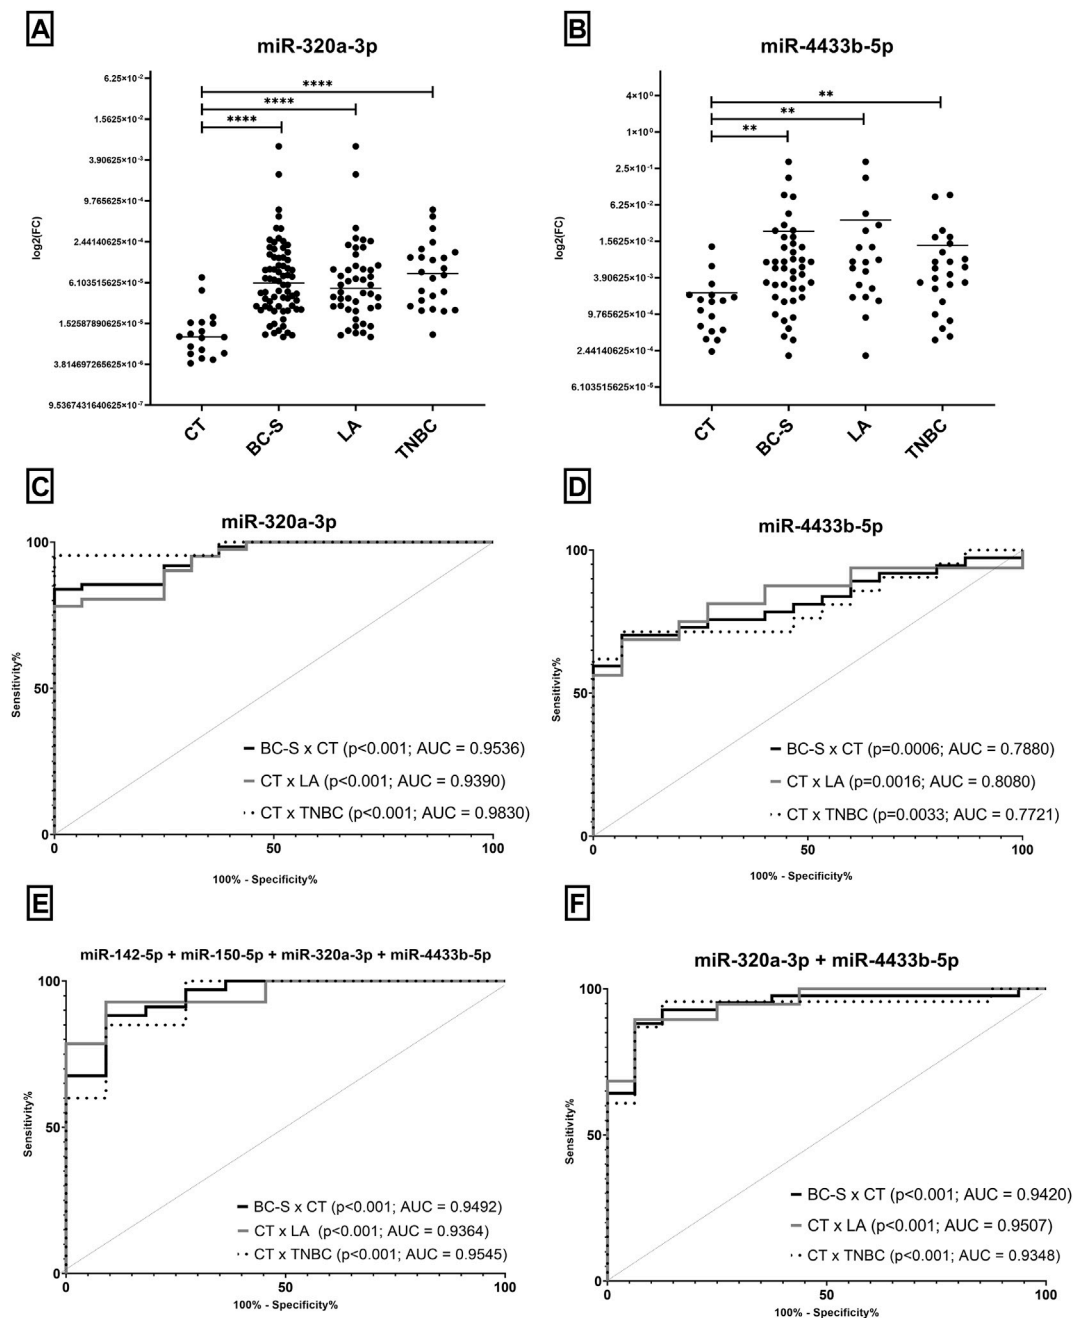 A
miR-320a-3p
log2(FC)
6.25×10⁻²
1.5625×10⁻²
3.90625×10⁻³
9.765625×10⁻⁴
2.44140625×10⁻⁴
6.103515625×10⁻⁵
1.52587890625×10⁻⁵
3.814697265625×10⁻⁶
9.5367431640625×10⁻⁷
****
****
****
CT
BC-S
LA
TNBC
B
miR-4433b-5p
log2(FC)
4×10⁰
1×10⁰
2.5×10⁻¹
6.25×10⁻²
1.5625×10⁻²
3.90625×10⁻³
9.765625×10⁻⁴
2.44140625×10⁻⁴
**
**
**
CT
BC-S
LA
TNBC
C
miR-320a-3p
Sensitivity%
100
50
0
BC-S x CT (p<0.001; AUC = 0.9536)
CT x LA (p<0.001; AUC = 0.9390)
CT x TNBC (p<0.001; AUC = 0.9830)
50
100
100% - Specificity%
D
miR-4433b-5p
Sensitivity%
100
50
0
BC-S x CT (p=0.0006; AUC = 0.7880)
CT x LA (p=0.0016; AUC = 0.8080)
CT x TNBC (p=0.0033; AUC = 0.7721)
0
50
100
100% - Specificity%
E
miR-142-5p + miR-150-5p + miR-320a-3p + miR-4433b-5p
Sensitivity%
100
50
0
BC-S x CT (p<0.001; AUC = 0.9492)
CT x LA (p<0.001; AUC = 0.9364)
CT x TNBC (p<0.001; AUC = 0.9545)
0
50
100
100% - Specificity%
F
miR-320a-3p + miR-4433b-5p
Sensitivity%
100
50
0
BC-S x CT (p<0.001; AUC = 0.9420)
CT x LA (p<0.001; AUC = 0.9507)
CT x TNBC (p<0.001; AUC = 0.9348)
0
50
100
100% - Specificity%